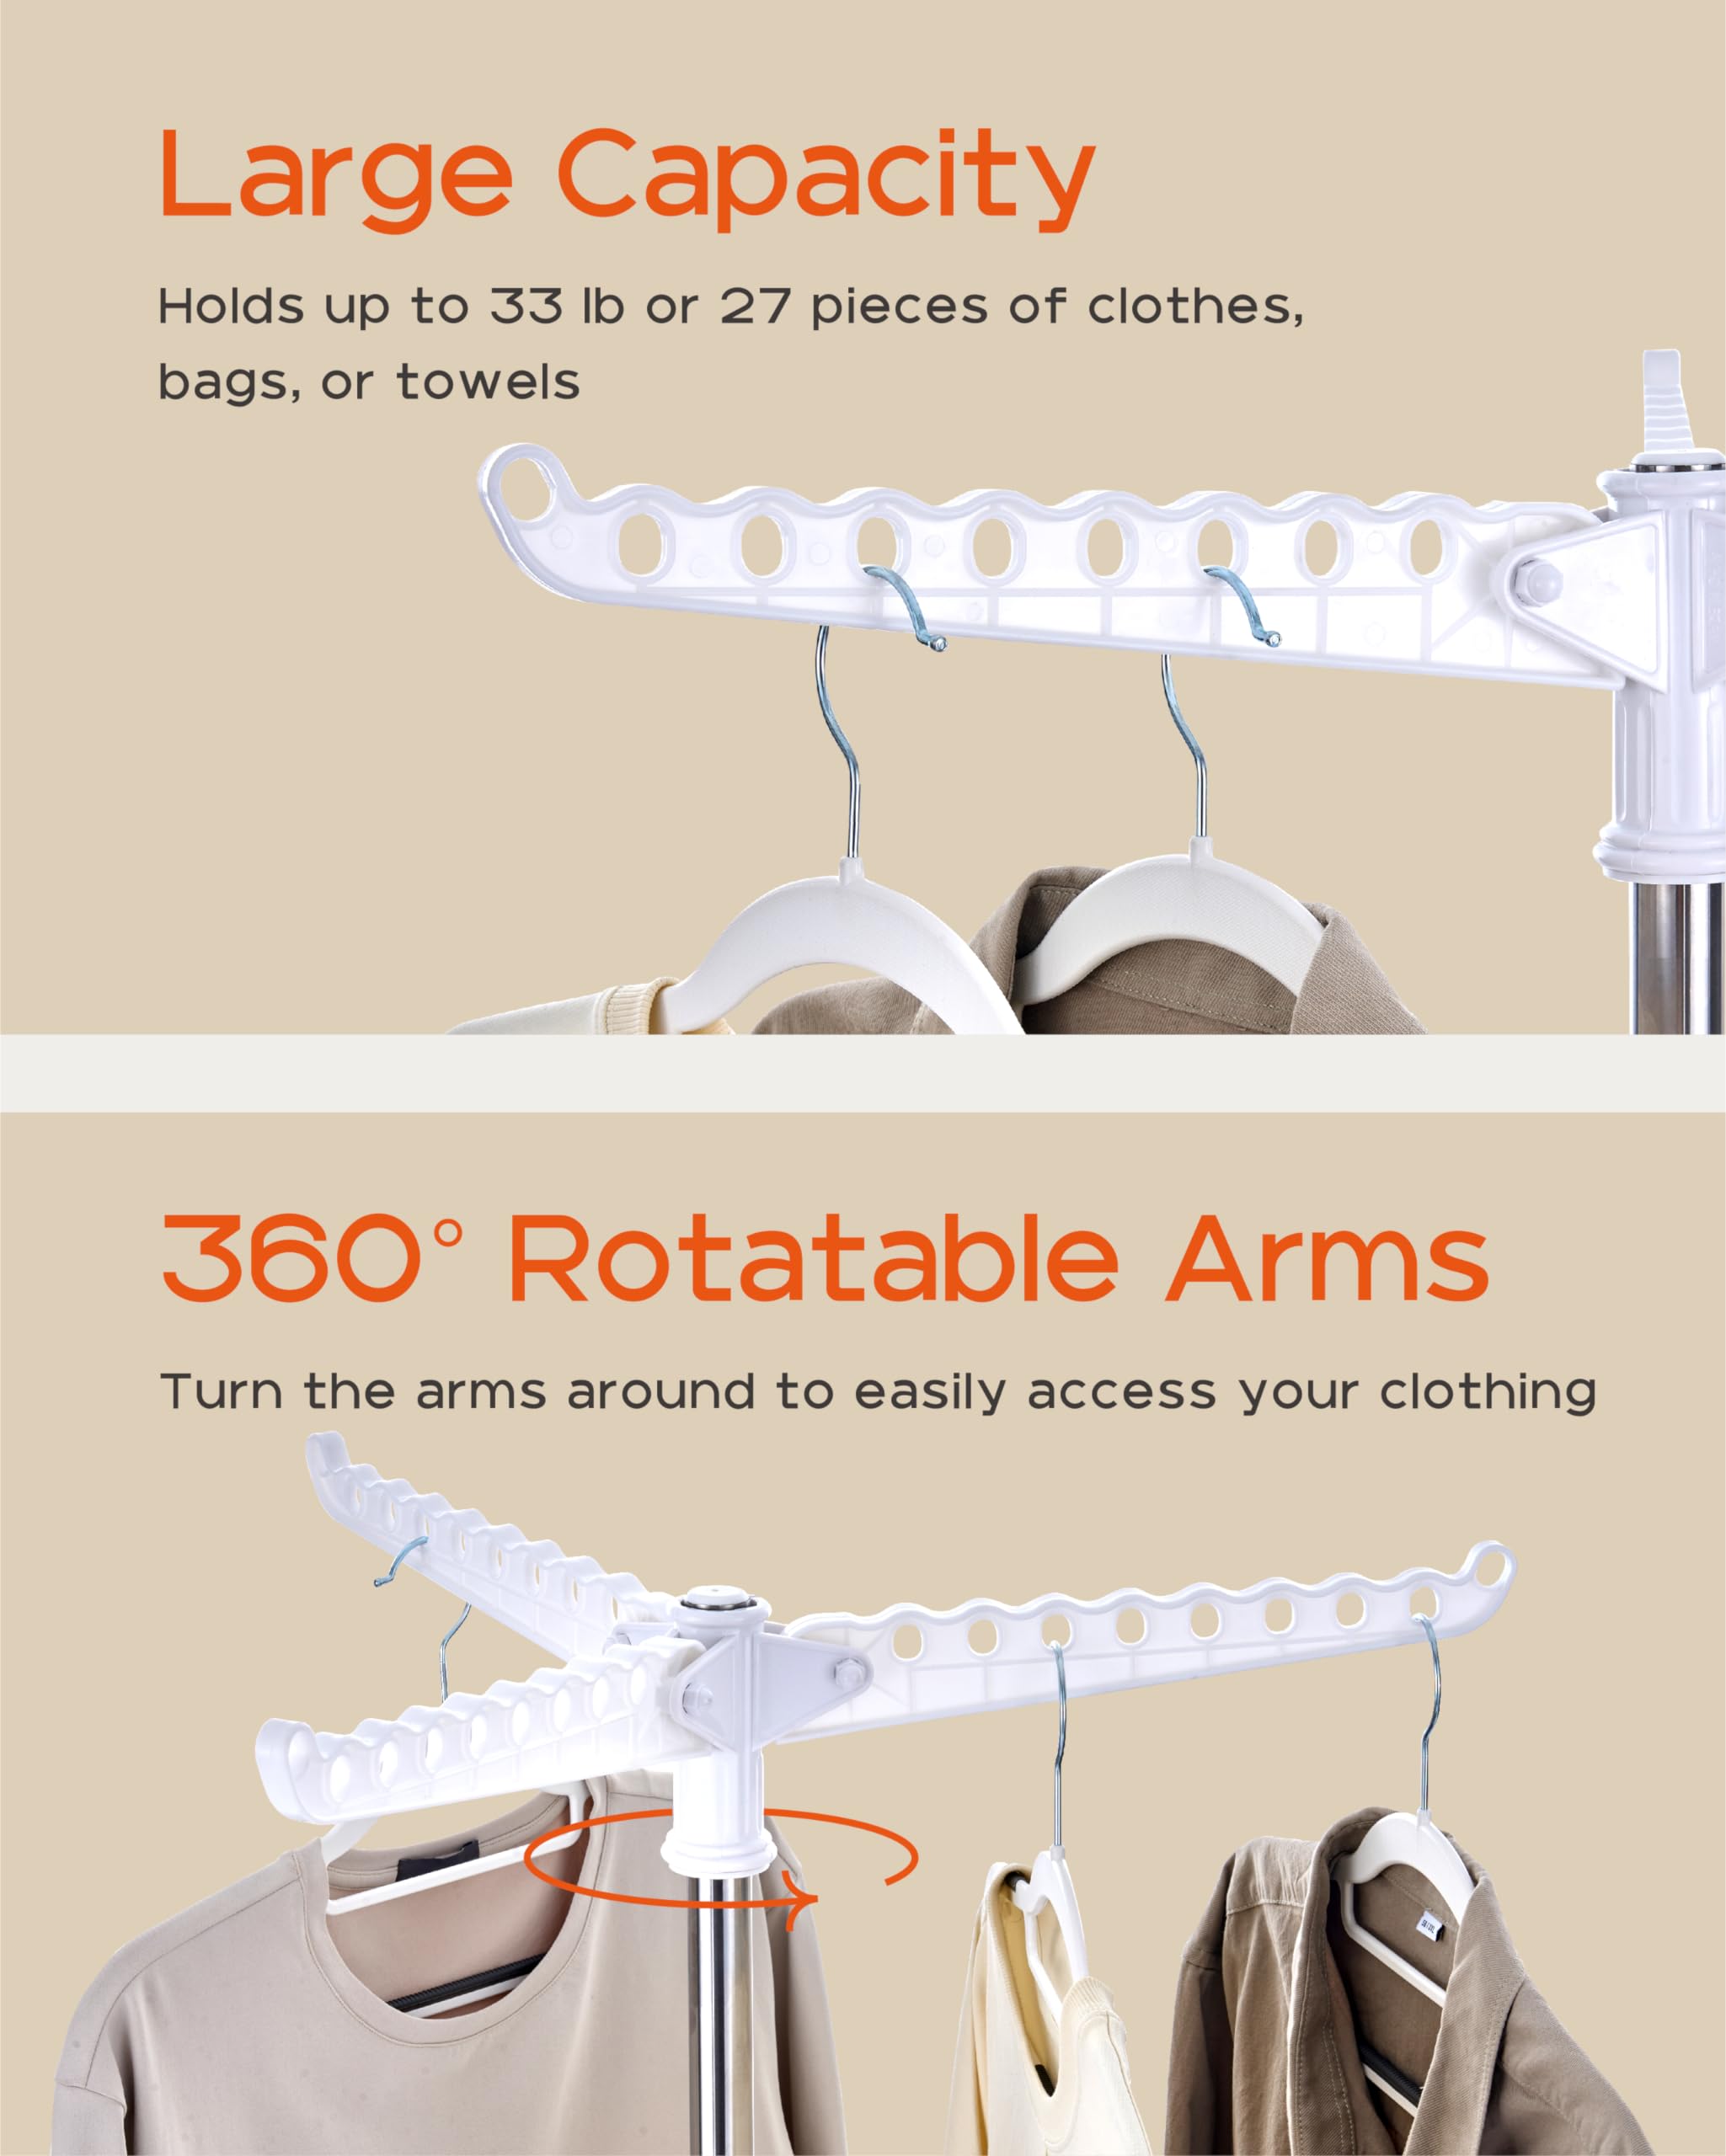 Large Capacity
Holds up to 33 lb or 27 pieces of clothes,
bags, or towels
360° Rotatable Arms
Turn the arms around to easily access your clothing